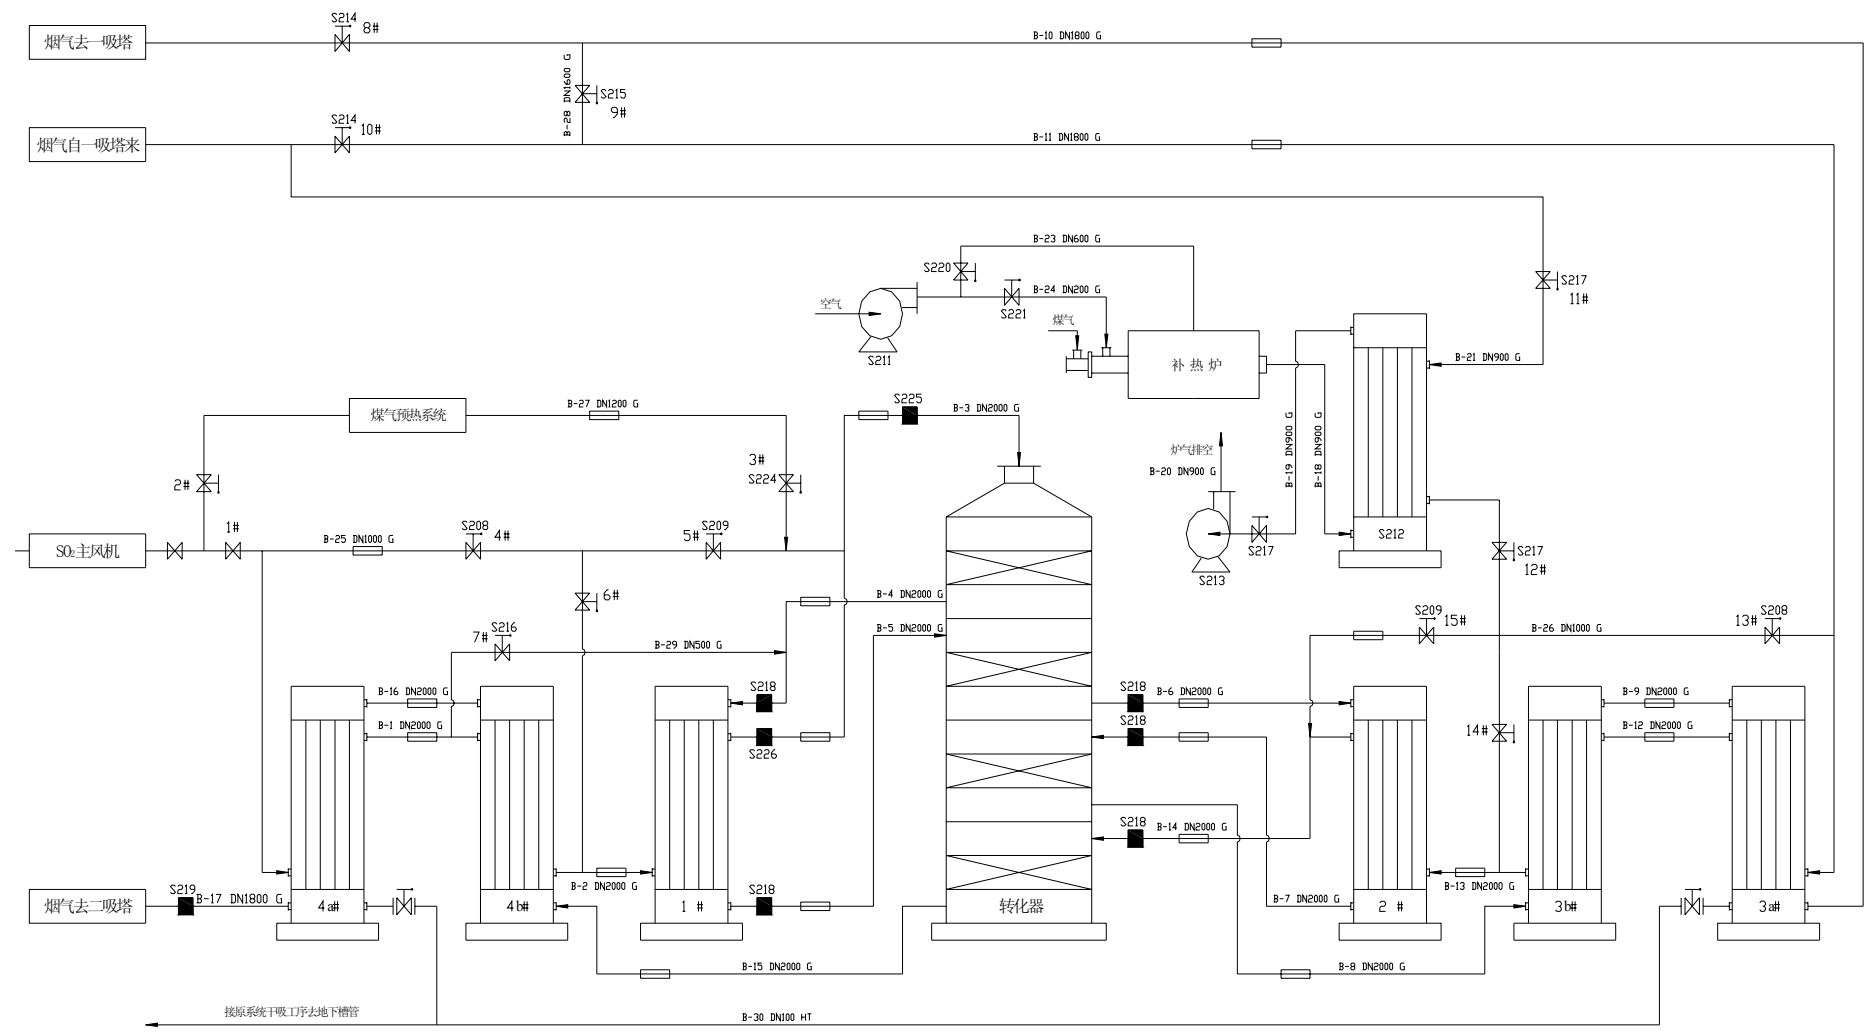 S214
8#
烟气去一吸塔
B-10 DN1800 G
B-28 DN1600 G
S215
9#
S214
10#
烟气自一吸塔来
B-11 DN1800 G
B-23 DN600 G
S220
B-24 DN200 G
S221
空气
S211
煤气
补热炉
S217
11#
B-21 DN900 G
B-19 DN900 G
B-18 DN900 G
S212
炉气排空
B-20 DN900 G
S213
S217
S217
12#
煤气预热系统
B-27 DN1200 G
S225
B-3 DN2000 G
2#
3#
S224
1#
SO₂主风机
B-25 DN1000 G
S208
4#
5#
S209
6#
B-4 DN2000 G
B-5 DN2000 G
7#
S216
B-29 DN500 G
S209
15#
B-26 DN1000 G
13#
S208
B-16 DN2000 G
B-1 DN2000 G
S218
S226
S218
B-6 DN2000 G
S218
14#
B-9 DN2000 G
B-12 DN2000 G
S218
B-14 DN2000 G
B-2 DN2000 G
S218
B-13 DN2000 G
B-7 DN2000 G
烟气去二吸塔
S219
B-17 DN1800 G
4a#
4b#
1 #
转化器
2 #
3b#
3a#
B-15 DN2000 G
B-8 DN2000 G
接原系统干吸工序去地下槽管
B-30 DN100 HT